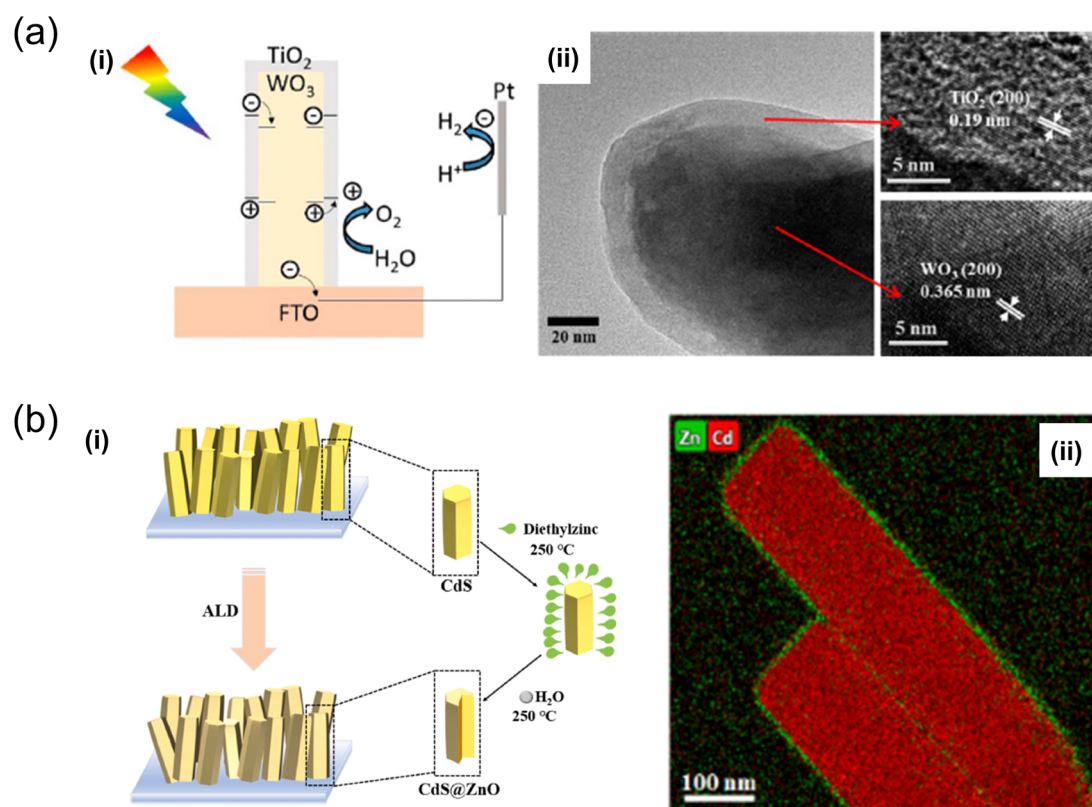 (a)
(i)
TiO₂
WO₃
Pt
H₂
H⁺
O₂
H₂O
FTO
(ii)
20 nm
TiO₂ (200)
0.19 nm
5 nm
WO₃ (200)
0.365 nm
5 nm
(b)
(i)
CdS
Diethylzinc
250 °C
ALD
H₂O
250 °C
CdS@ZnO
Zn Cd
(ii)
100 nm